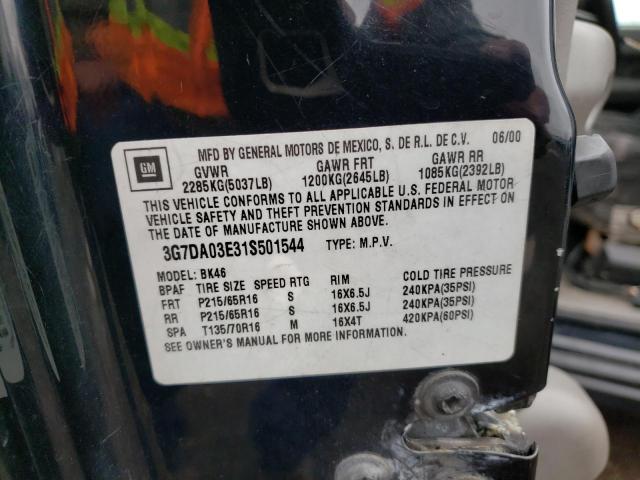 GM
MFD BY GENERAL MOTORS DE MEXICO, S. DE R.L. DE C.V. 06/00
GVWR GAWR FRT GAWR RR
2285KG(5037LB) 1200KG(2645LB) 1085KG(2392LB)
THIS VEHICLE CONFORMS TO ALL APPLICABLE U.S. FEDERAL MOTOR
VEHICLE SAFETY AND THEFT PREVENTION STANDARDS IN EFFECT ON
THE DATE OF MANUFACTURE SHOWN ABOVE.
3G7DA03E31S501544 TYPE: M.P.V.
MODEL: BK46
BPAF TIRE SIZE SPEED RTG RIM COLD TIRE PRESSURE
FRT P215/65R16 S 16X6.5J 240KPA(35PSI)
RR P215/65R16 S 16X6.5J 240KPA(35PSI)
SPA T135/70R16 M 16X4T 420KPA(60PSI)
SEE OWNER'S MANUAL FOR MORE INFORMATION.